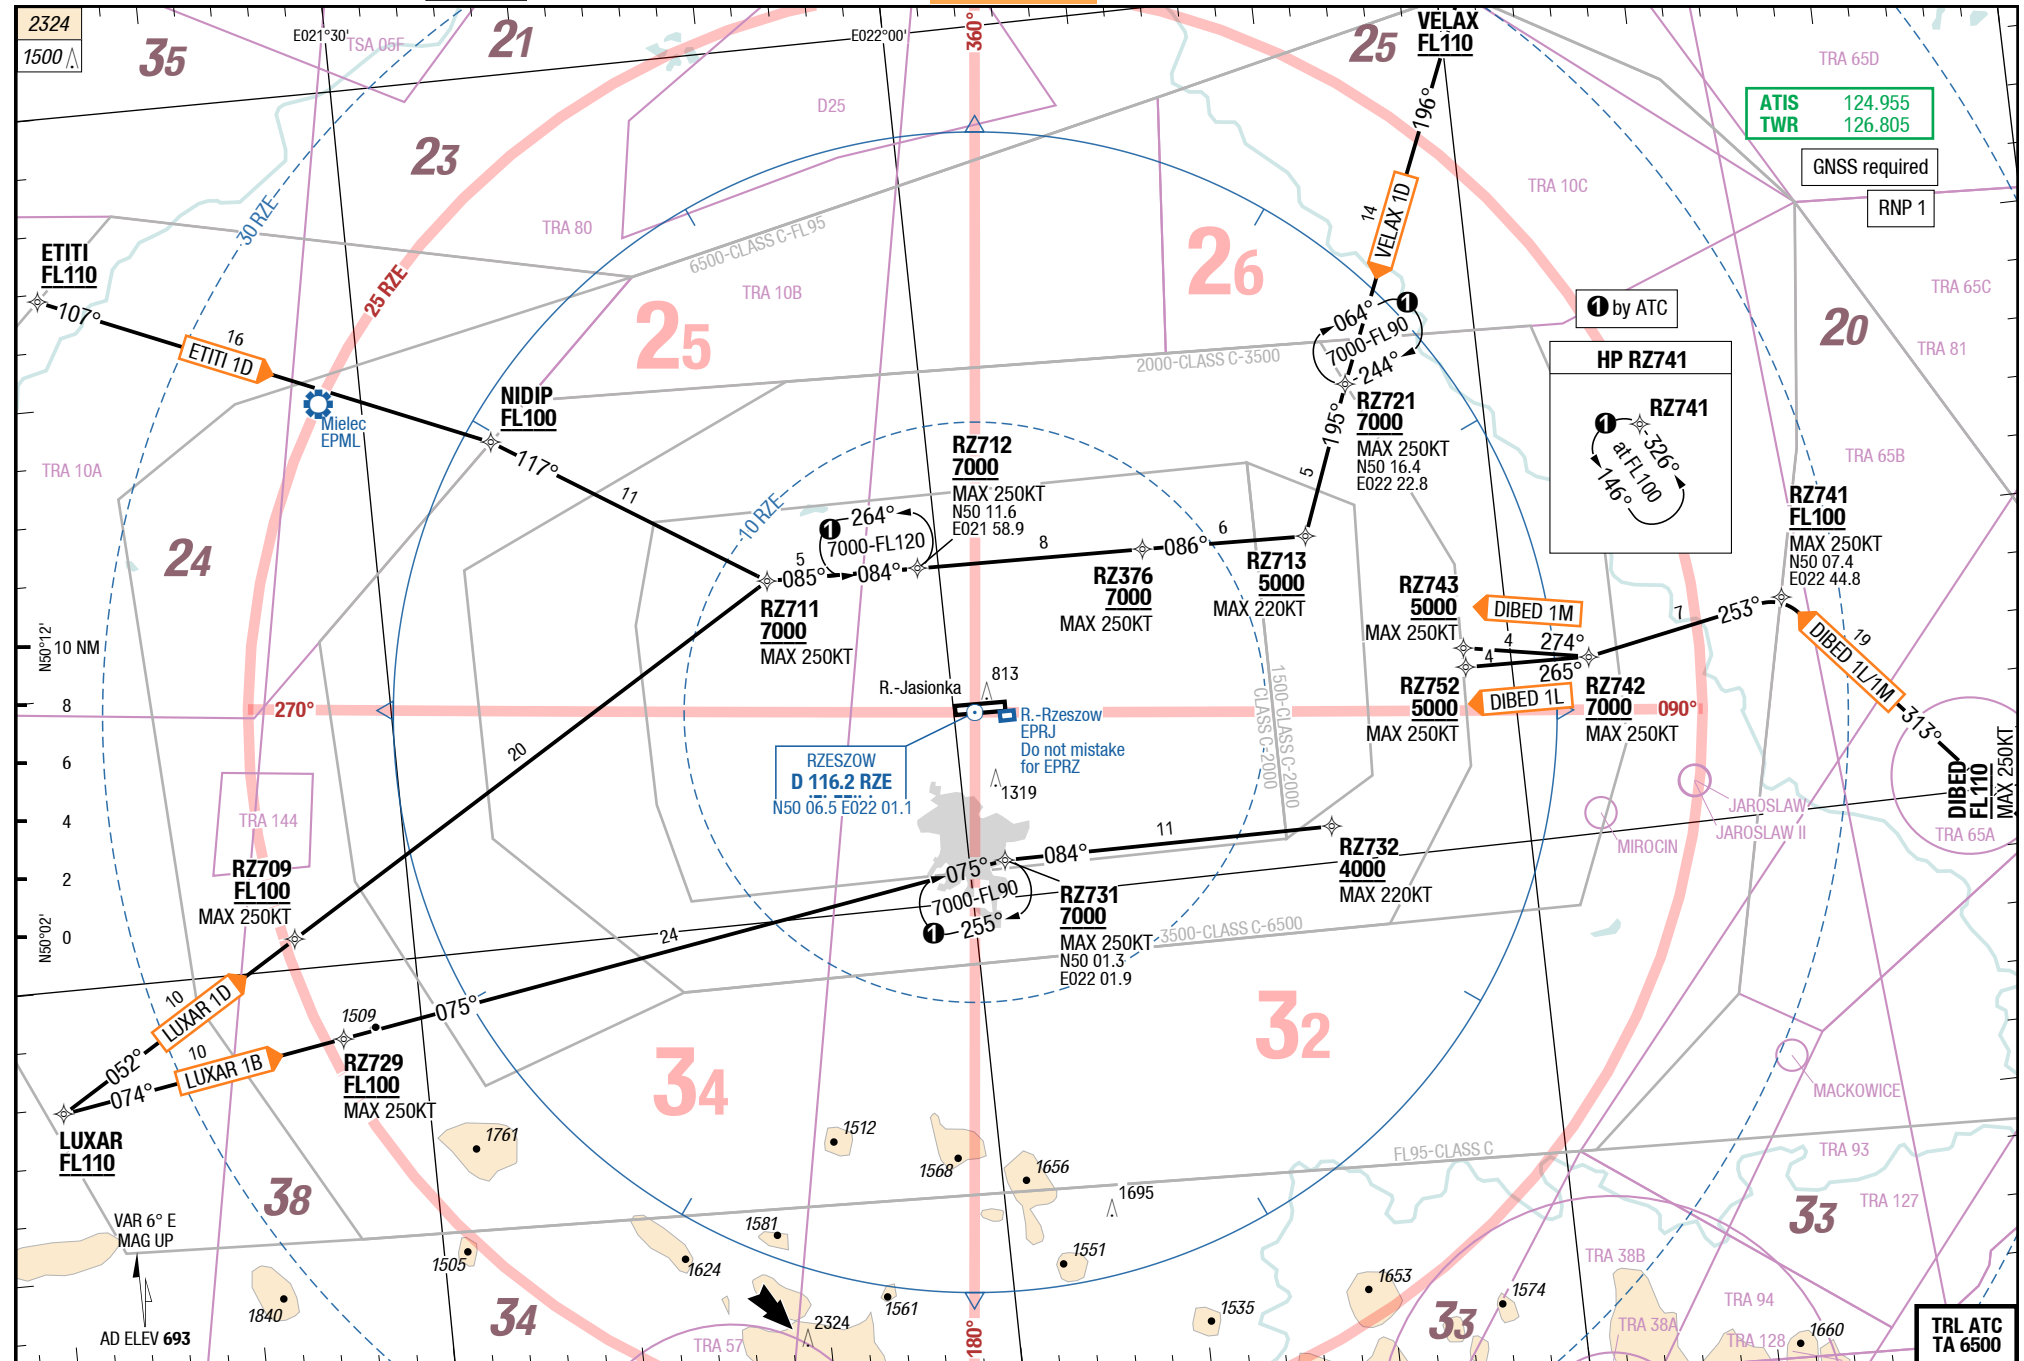 2324
1500
35
21
TSA 05F
E021°30'
E022°00'
360°
VELAX
FL110
25
TRA 65D
ATIS 124.955
TWR 126.805
GNSS required
RNP 1
D25
23
196°
14
VELAX 1D
TRA 10C
30 RZE
TRA 80
6500-CLASS C-FL95
26
ETITI
FL110
107°
16
ETITI 1D
25 RZE
TRA 10B
25
2000-CLASS C-3500
064°
1
7000-FL90
244°
1 by ATC
TRA 65C
20
TRA 81
HP RZ741
RZ741
1
326°
at FL100
146°
Mielec
EPML
NIDIP
FL100
117°
11
TRA 10A
24
RZ721
7000
MAX 250KT
N50 16.4
E022 22.8
195°
5
RZ712
7000
MAX 250KT
N50 11.6
E021 58.9
10 RZE
1
264°
7000-FL120
5
085°
084°
8
086°
6
TRA 65B
RZ741
FL100
MAX 250KT
N50 07.4
E022 44.8
RZ711
7000
MAX 250KT
RZ376
7000
MAX 250KT
RZ713
5000
MAX 220KT
RZ743
5000
MAX 250KT
DIBED 1M
4
274°
4
265°
7
253°
19
DIBED 1L/1M
313°
DIBED
FL110
MAX 250KT
RZ752
5000
MAX 250KT
DIBED 1L
RZ742
7000
MAX 250KT
090°
N50°12'
10 NM
8
6
4
2
0
N50°02'
270°
R.-Jasionka
813
R.-Rzeszow
EPRJ
Do not mistake
for EPRZ
RZESZOW
D 116.2 RZE
N50 06.5 E022 01.1
1319
1500-CLASS C-2000
CLASS C-2000
20
TRA 144
JAROSLAW
JAROSLAW II
MIROCIN
TRA 65A
RZ709
FL100
MAX 250KT
11
084°
075°
7000-FL90
1
255°
RZ732
4000
MAX 220KT
RZ731
7000
MAX 250KT
N50 01.3
E022 01.9
3500-CLASS C-6500
24
10
LUXAR 1D
052°
10
LUXAR 1B
074°
1509
075°
RZ729
FL100
MAX 250KT
34
32
LUXAR
FL110
MACKOWICE
1761
1512
1568
1656
1695
FL95-CLASS C
TRA 93
TRA 127
33
38
VAR 6° E
MAG UP
1505
1581
1624
1551
TRA 38B
1840
34
1561
2324
TRA 57
180°
1535
1653
33
1574
TRA 94
TRA 38A
TRA 128
1660
AD ELEV 693
TRL ATC
TA 6500